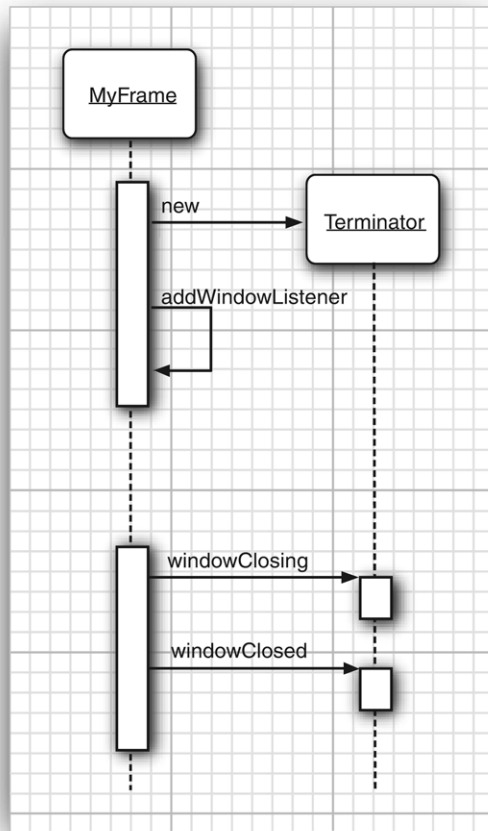 MyFrame
new
Terminator
addWindowListener
windowClosing
windowClosed